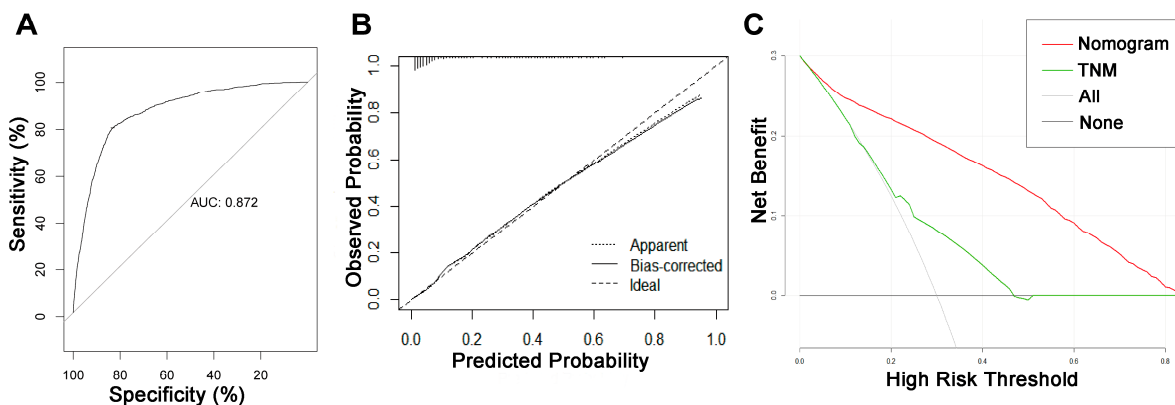 A
Sensitivity (%)
100
80
60
40
20
0
AUC: 0.872
100 80 60 40 20
Specificity (%)
B
Observed Probability
1.0
0.8
0.6
0.4
0.2
0.0
Apparent
Bias-corrected
Ideal
0.0 0.2 0.4 0.6 0.8 1.0
Predicted Probability
C
Net Benefit
0.3
0.2
0.1
0.0
Nomogram
TNM
All
None
0.0 0.2 0.4 0.6 0.8
High Risk Threshold